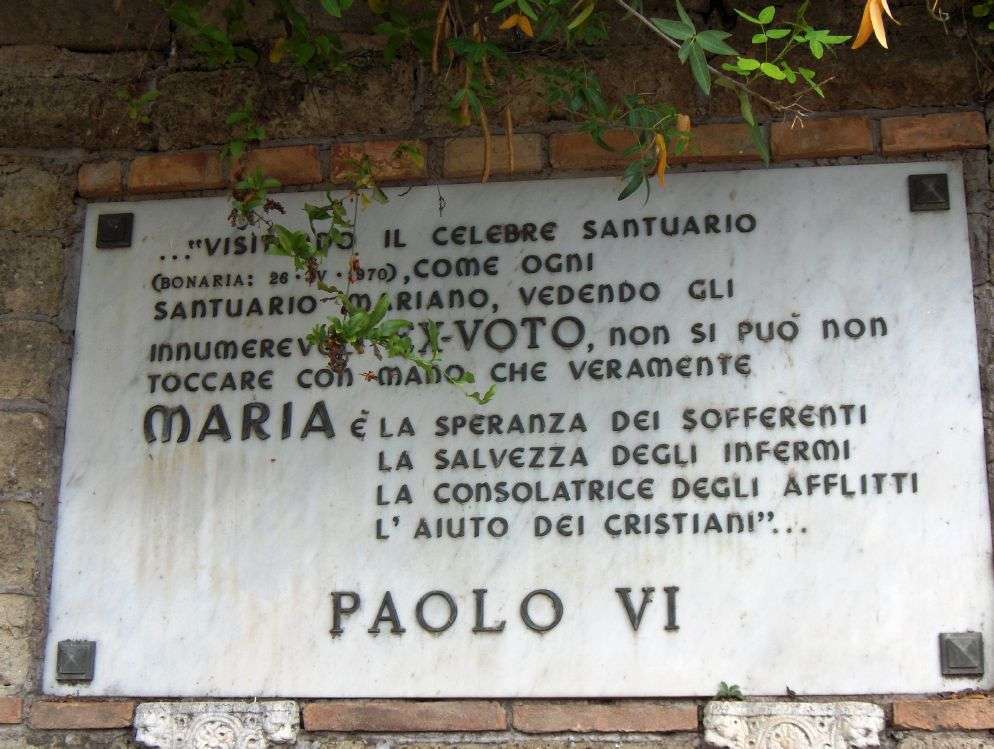 ..."VISITANDO IL CELEBRE SANTUARIO
(BONARIA: 26 · IV · 1970), COME OGNI
SANTUARIO MARIANO, VEDENDO GLI
INNUMEREVOLI EX-VOTO, NON SI PUÒ NON
TOCCARE CON MANO CHE VERAMENTE
MARIA È LA SPERANZA DEI SOFFERENTI
LA SALVEZZA DEGLI INFERMI
LA CONSOLATRICE DEGLI AFFLITTI
L' AIUTO DEI CRISTIANI"...
PAOLO VI